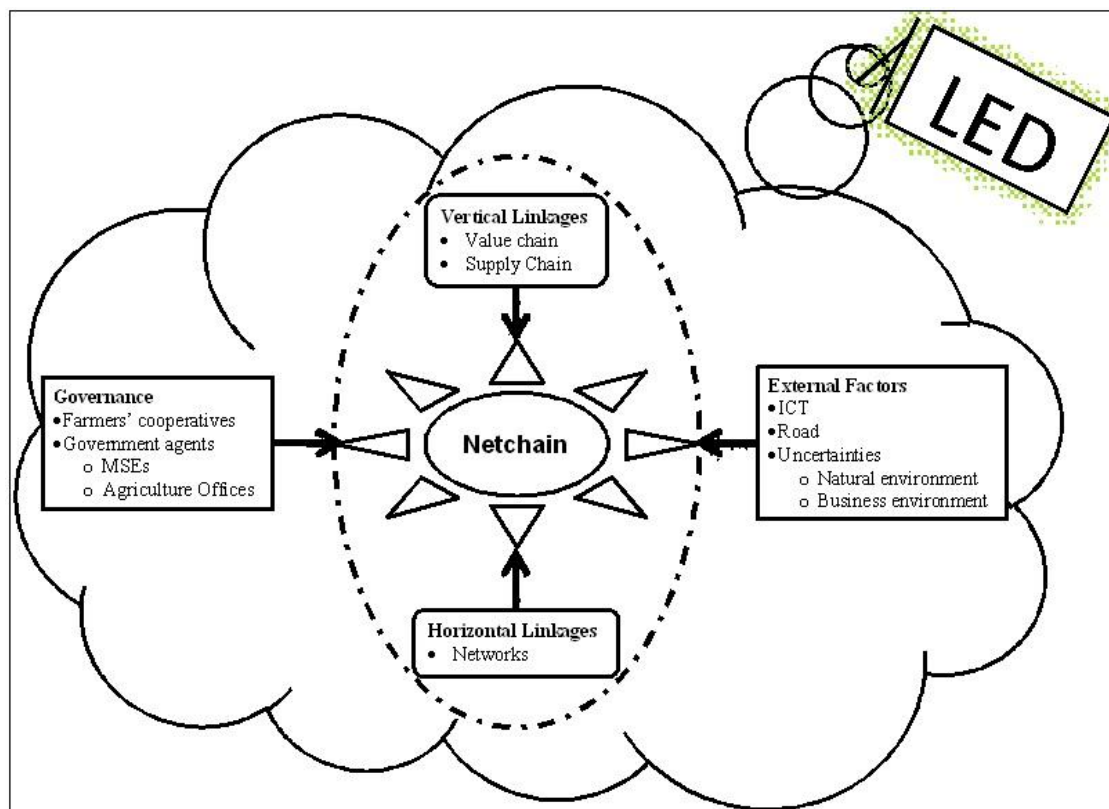 LED
Vertical Linkages
• Value chain
• Supply Chain
Governance
•Farmers’ cooperatives
•Government agents
o MSEs
o Agriculture Offices
Netchain
External Factors
•ICT
•Road
•Uncertainties
o Natural environment
o Business environment
Horizontal Linkages
• Networks